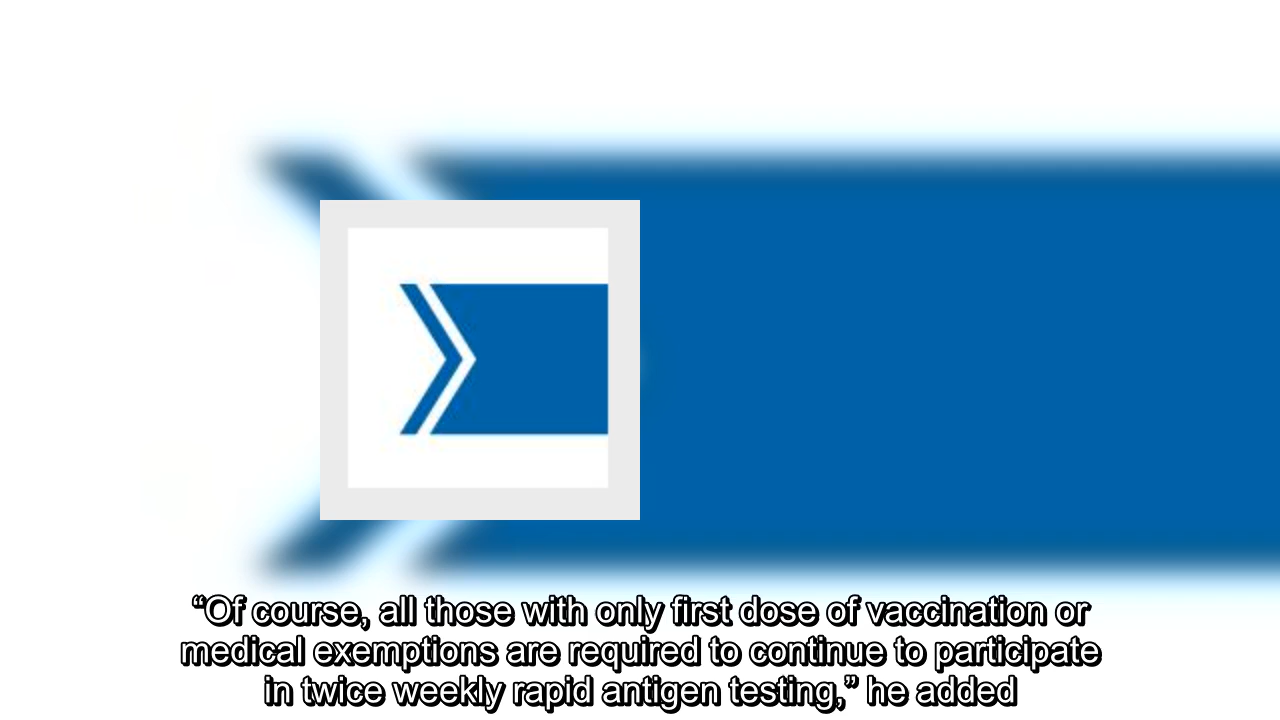 “Of course, all those with only first dose of vaccination or
medical exemptions are required to continue to participate
in twice weekly rapid antigen testing,” he added